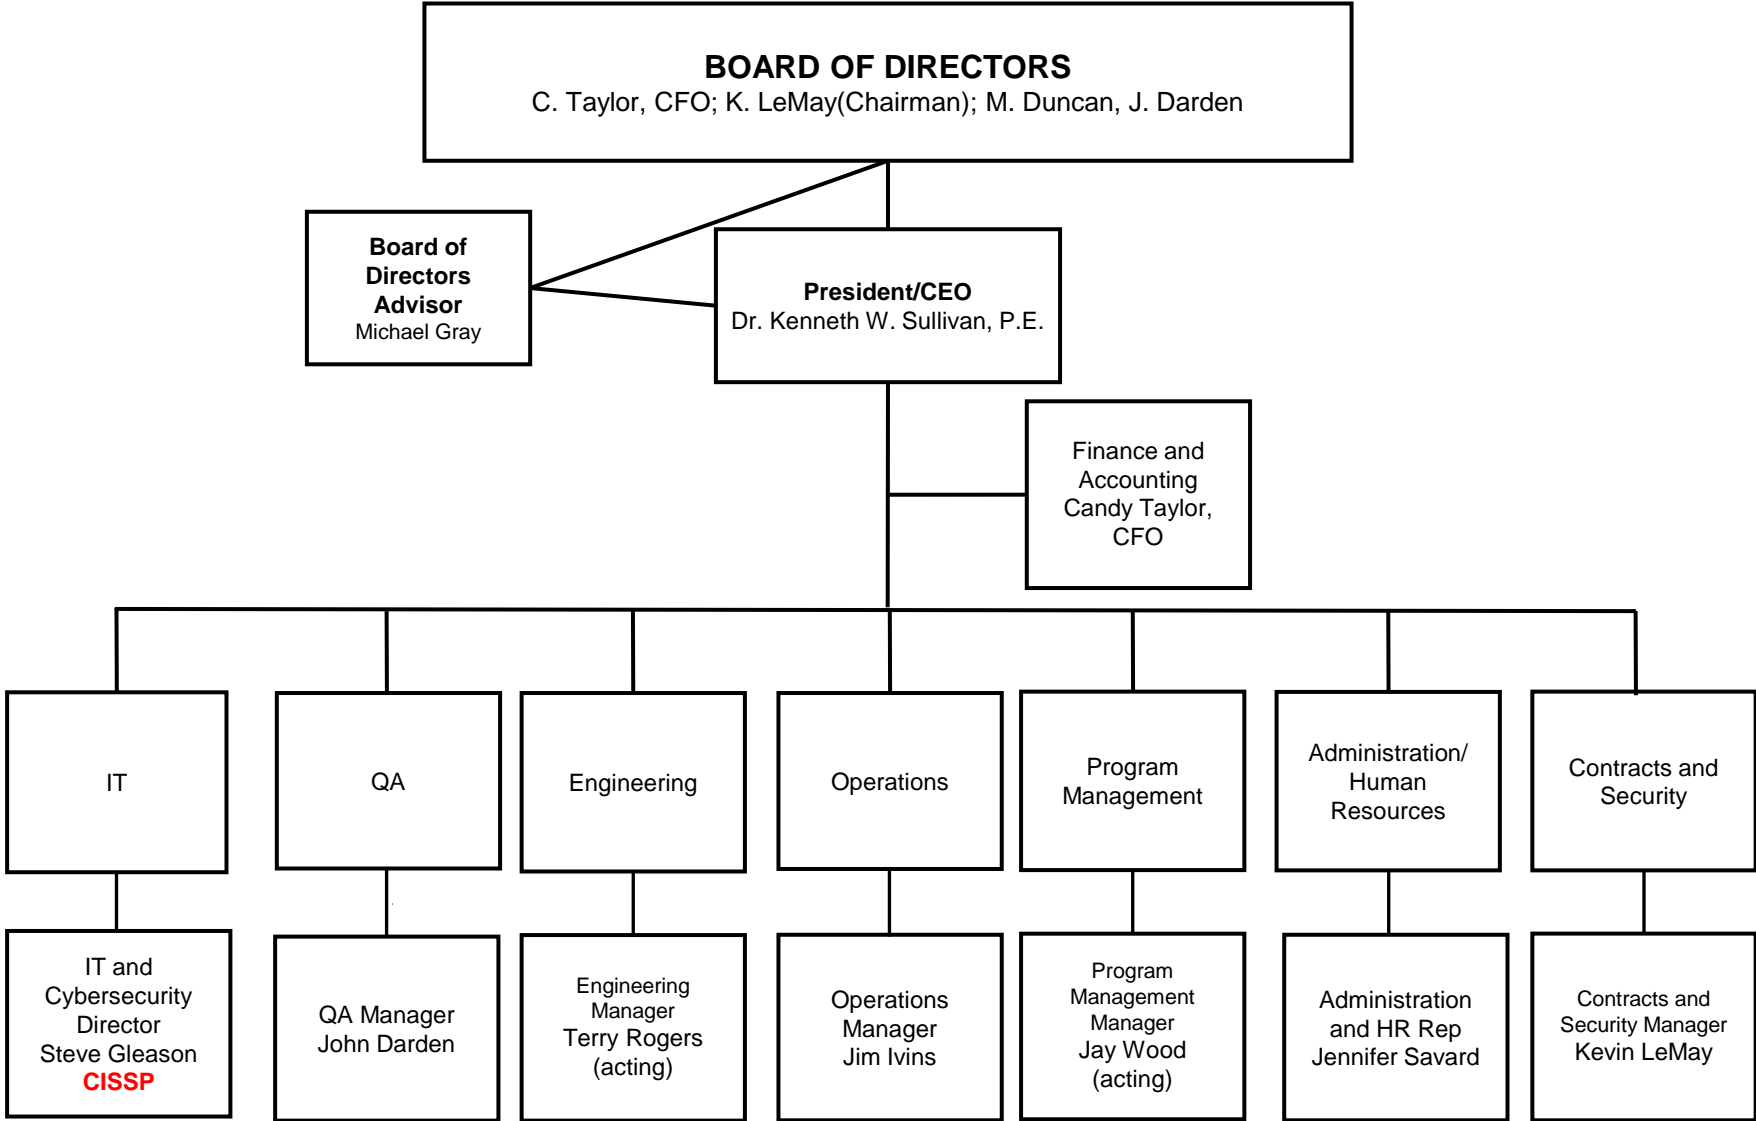 BOARD OF DIRECTORS
C. Taylor, CFO; K. LeMay(Chairman); M. Duncan, J. Darden
Board of
Directors
Advisor
Michael Gray
President/CEO
Dr. Kenneth W. Sullivan, P.E.
Finance and
Accounting
Candy Taylor,
CFO
IT
QA
Engineering
Operations
Program
Management
Administration/
Human
Resources
Contracts and
Security
IT and
Cybersecurity
Director
Steve Gleason
CISSP
QA Manager
John Darden
Engineering
Manager
Terry Rogers
(acting)
Operations
Manager
Jim Ivins
Program
Management
Manager
Jay Wood
(acting)
Administration
and HR Rep
Jennifer Savard
Contracts and
Security Manager
Kevin LeMay